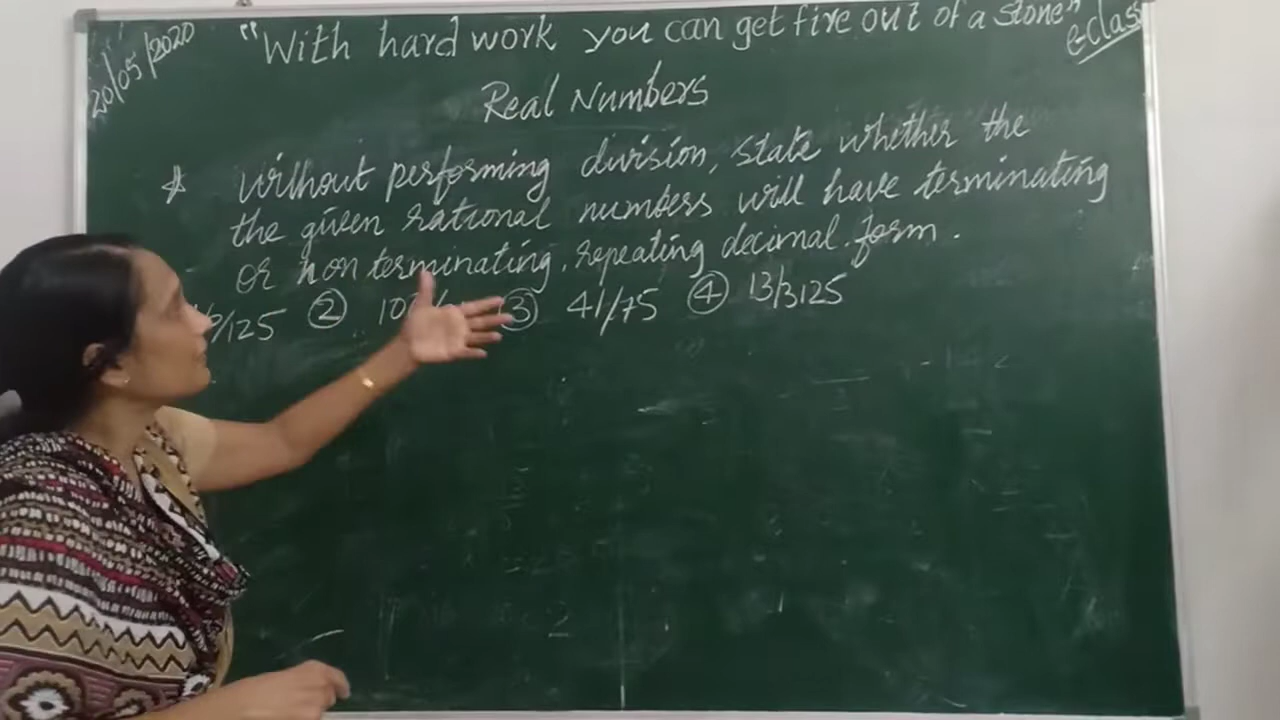 20/05/2020
"With hard work you can get fire out of a stone"
e-class
Real Numbers
* without performing division, state whether the
the given rational numbers will have terminating
or non terminating, repeating decimal form.
/125 ② ③ 41/75 ④ 13/3125